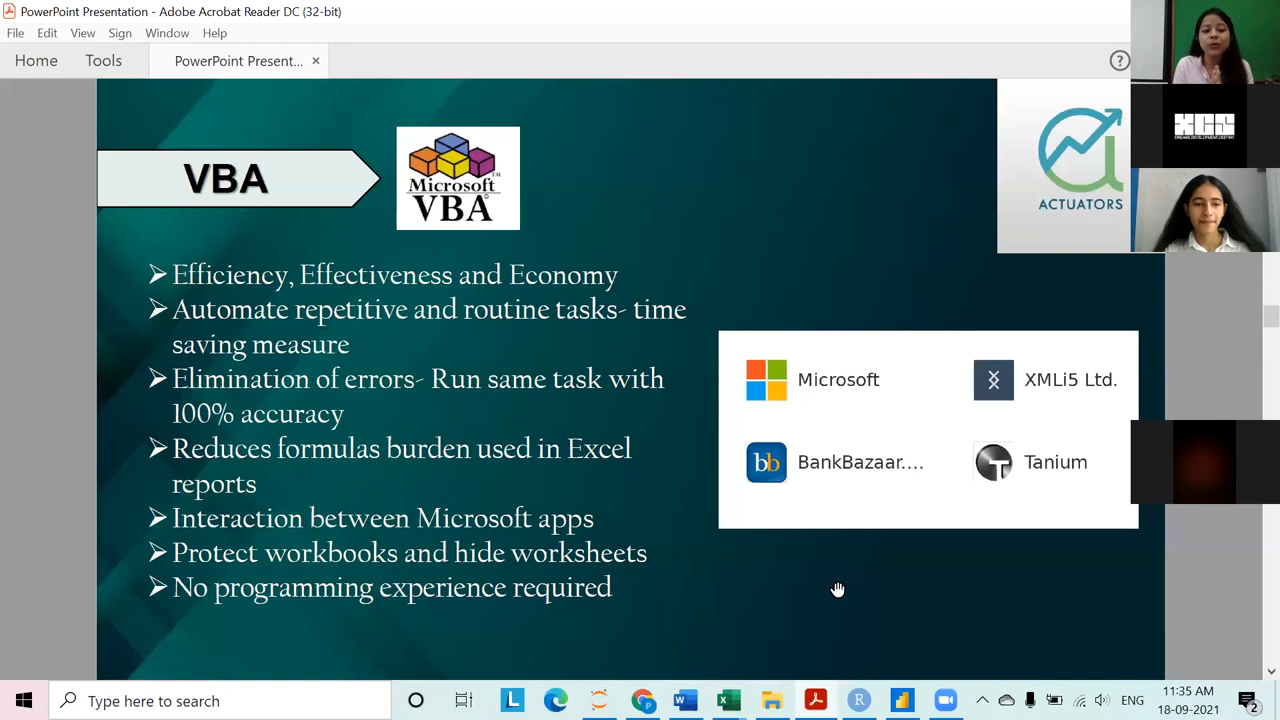 PowerPoint Presentation - Adobe Acrobat Reader DC (32-bit)
File Edit View Sign Window Help
Home Tools PowerPoint Present... ×
?
VBA
Microsoft™
VBA
ACTUATORS
XCS
➢Efficiency, Effectiveness and Economy
➢Automate repetitive and routine tasks- time
saving measure
➢Elimination of errors- Run same task with
100% accuracy
➢Reduces formulas burden used in Excel
reports
➢Interaction between Microsoft apps
➢Protect workbooks and hide worksheets
➢No programming experience required
Microsoft XMLi5 Ltd.
bb BankBazaar.... T Tanium
Type here to search
L W X R ENG
11:35 AM
18-09-2021
2